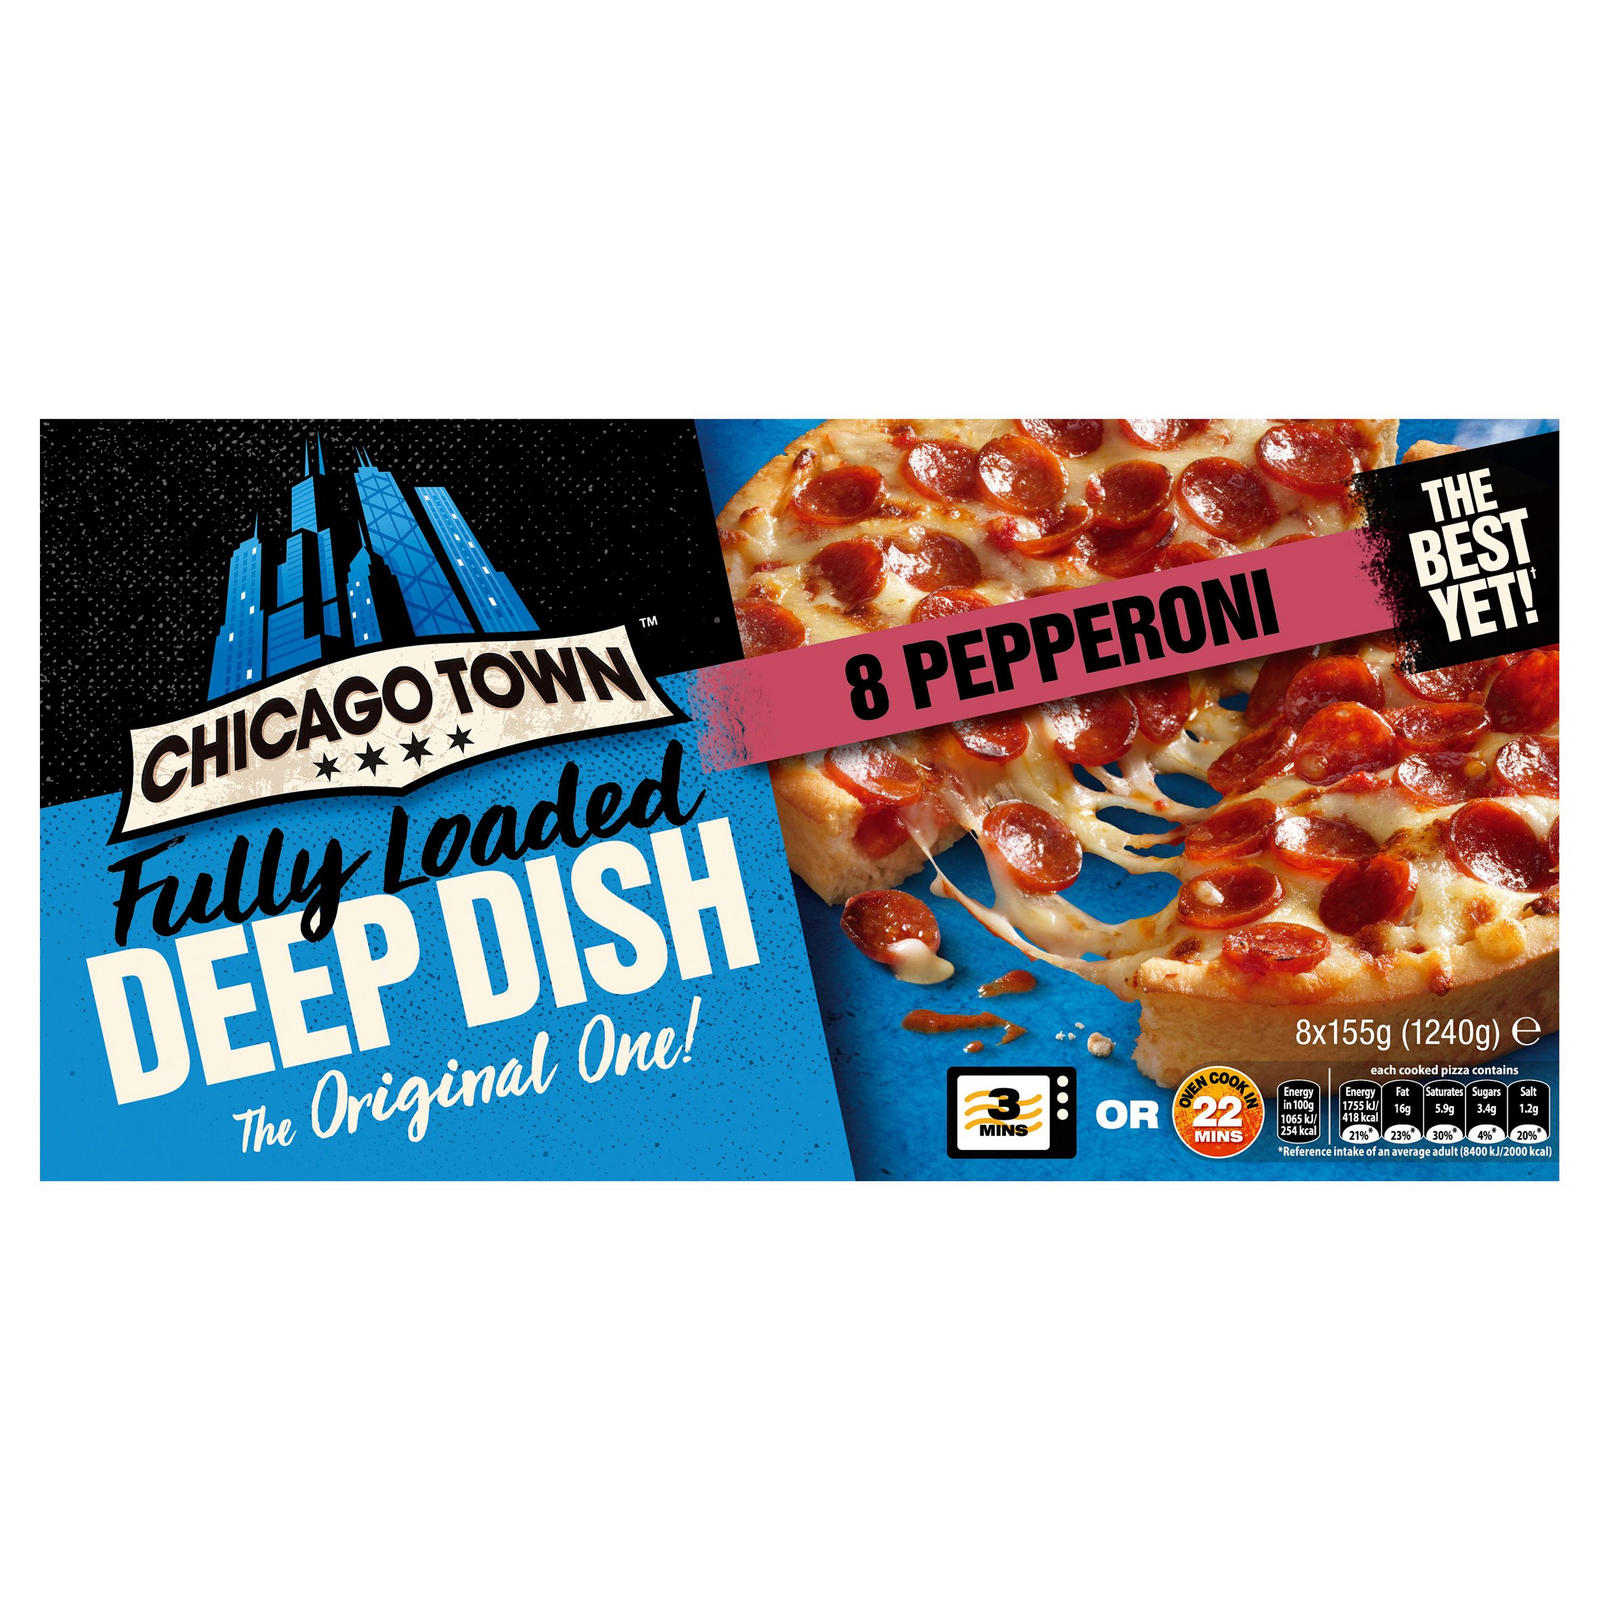 CHICAGO TOWN
™
Fully Loaded
DEEP DISH
The Original One!
8 PEPPERONI
THE
BEST
YET!†
8x155g (1240g) ℮
3
MINS
OR
OVEN COOK IN
22
MINS
each cooked pizza contains
Energy
in 100g
1065 kJ/
254 kcal
Energy
1755 kJ/
418 kcal
21%*
Fat
16g
23%*
Saturates
5.9g
30%*
Sugars
3.4g
4%*
Salt
1.2g
20%*
*Reference intake of an average adult (8400 kJ/2000 kcal)